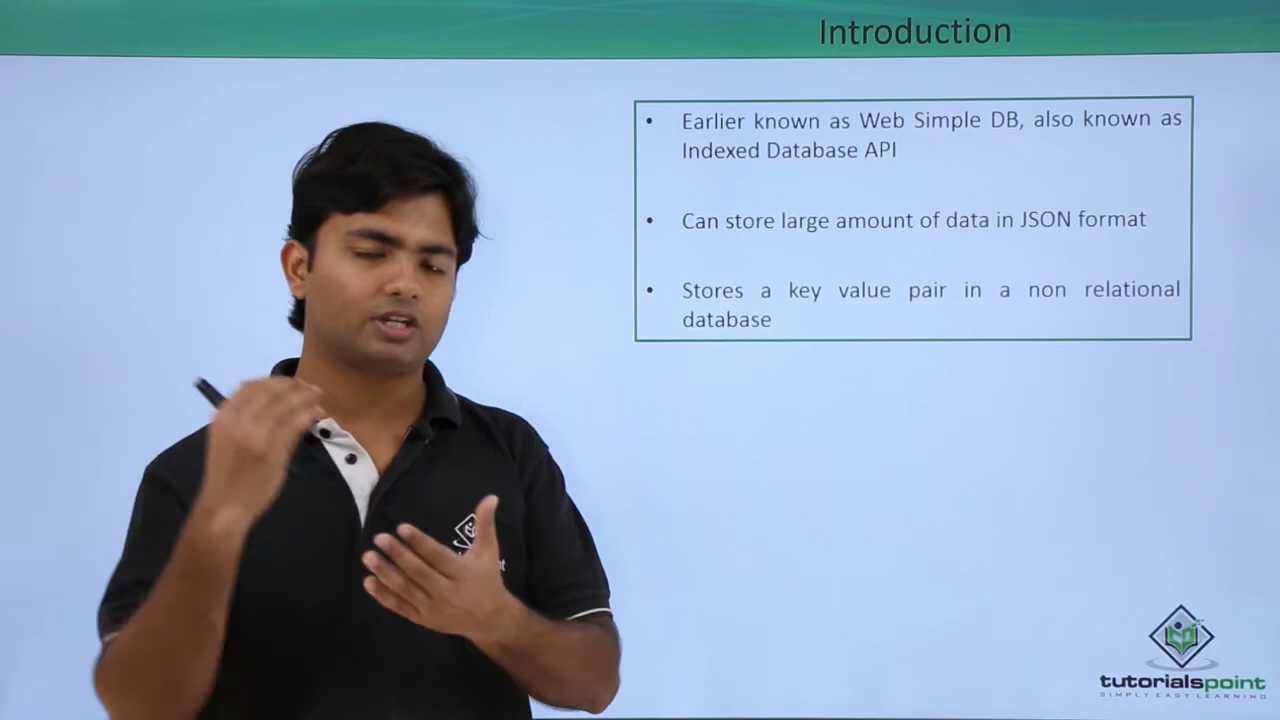 Introduction
• Earlier known as Web Simple DB, also known as
Indexed Database API
• Can store large amount of data in JSON format
• Stores a key value pair in a non relational
database
tutorialspoint
SIMPLY EASY LEARNING